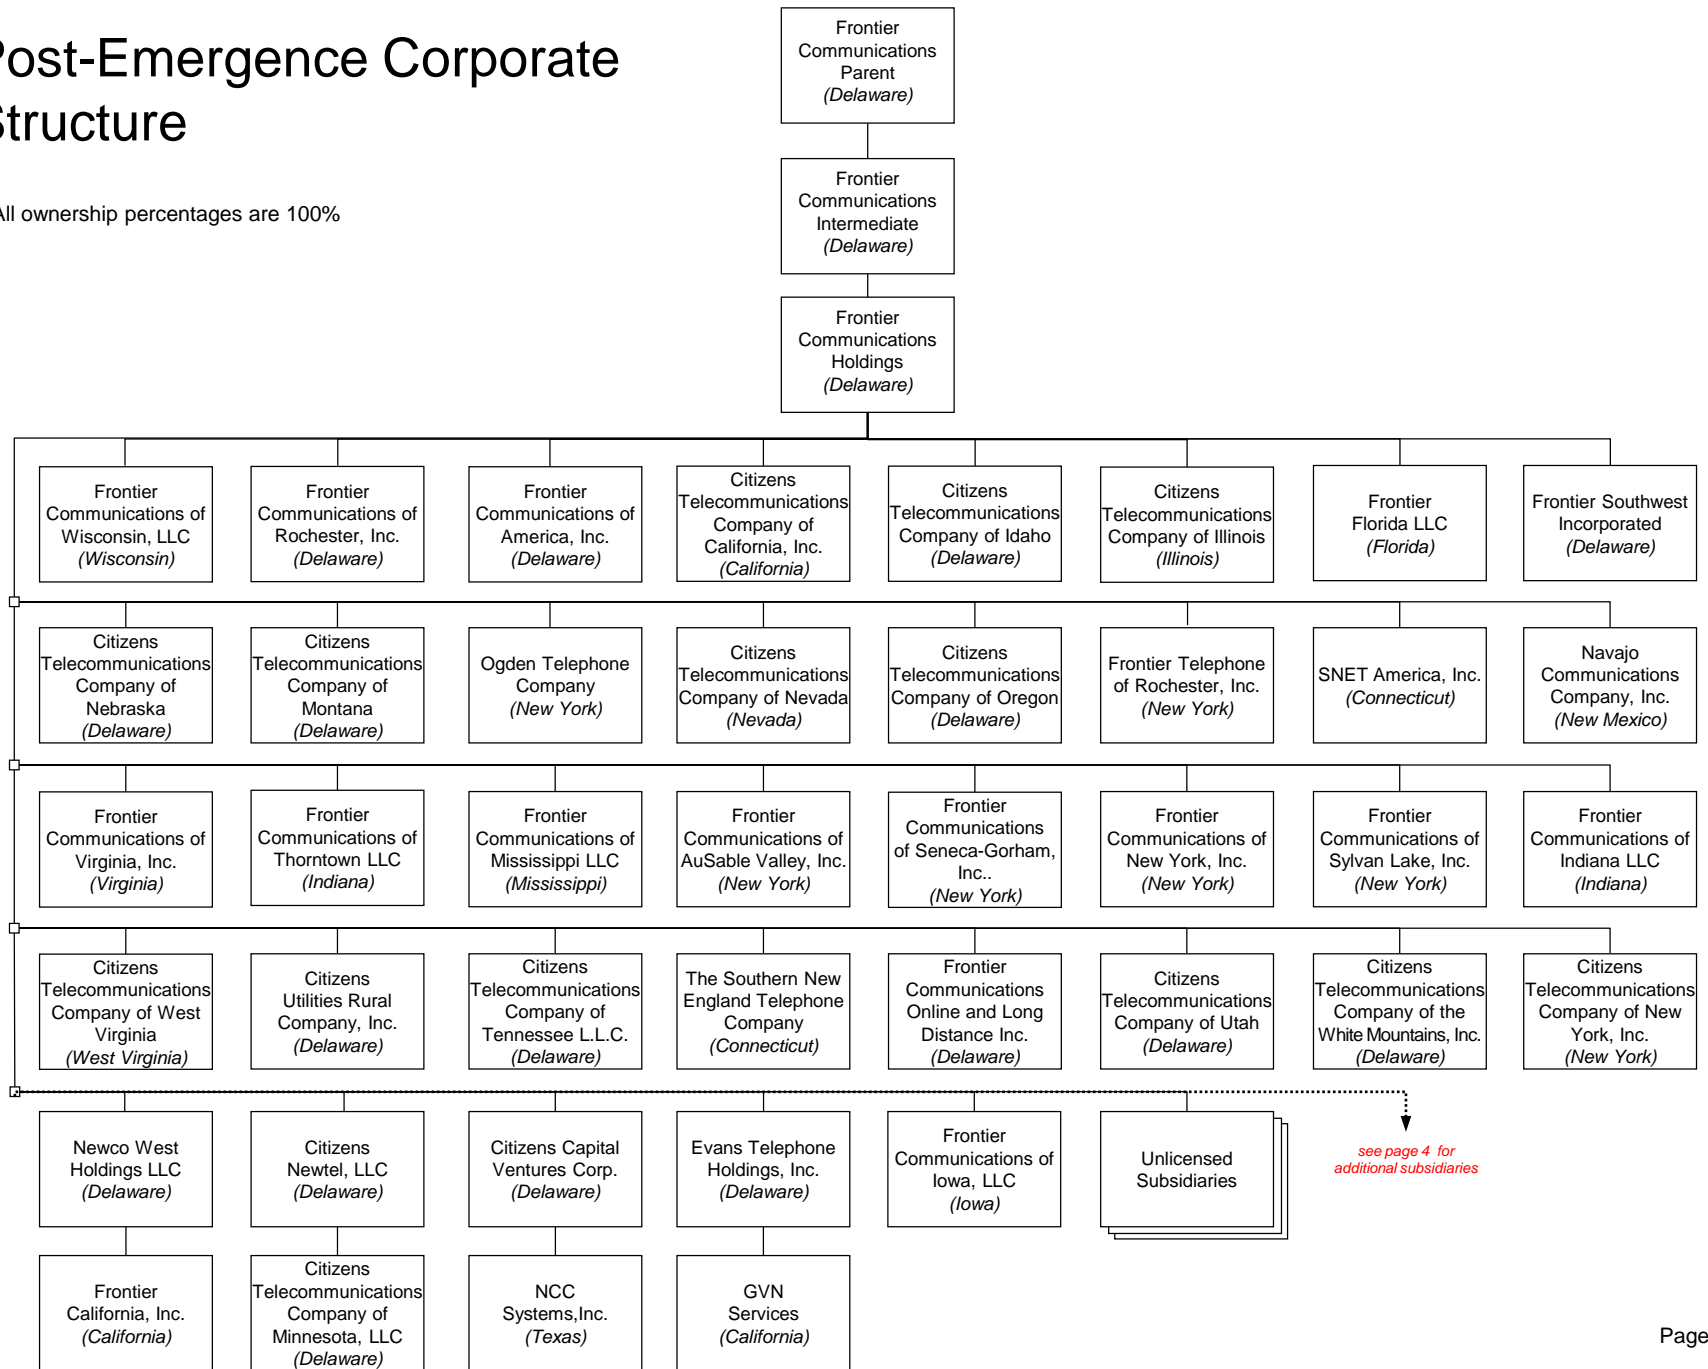 Post-Emergence Corporate
Structure
All ownership percentages are 100%
Frontier
Communications
Parent
(Delaware)
Frontier
Communications
Intermediate
(Delaware)
Frontier
Communications
Holdings
(Delaware)
Frontier
Communications of
Wisconsin, LLC
(Wisconsin)
Frontier
Communications of
Rochester, Inc.
(Delaware)
Frontier
Communications of
America, Inc.
(Delaware)
Citizens
Telecommunications
Company of
California, Inc.
(California)
Citizens
Telecommunications
Company of Idaho
(Delaware)
Citizens
Telecommunications
Company of Illinois
(Illinois)
Frontier
Florida LLC
(Florida)
Frontier Southwest
Incorporated
(Delaware)
Citizens
Telecommunications
Company of
Nebraska
(Delaware)
Citizens
Telecommunications
Company of
Montana
(Delaware)
Ogden Telephone
Company
(New York)
Citizens
Telecommunications
Company of Nevada
(Nevada)
Citizens
Telecommunications
Company of Oregon
(Delaware)
Frontier Telephone
of Rochester, Inc.
(New York)
SNET America, Inc.
(Connecticut)
Navajo
Communications
Company, Inc.
(New Mexico)
Frontier
Communications of
Virginia, Inc.
(Virginia)
Frontier
Communications of
Thorntown LLC
(Indiana)
Frontier
Communications of
Mississippi LLC
(Mississippi)
Frontier
Communications of
AuSable Valley, Inc.
(New York)
Frontier
Communications
of Seneca-Gorham,
Inc..
(New York)
Frontier
Communications of
New York, Inc.
(New York)
Frontier
Communications of
Sylvan Lake, Inc.
(New York)
Frontier
Communications of
Indiana LLC
(Indiana)
Citizens
Telecommunications
Company of West
Virginia
(West Virginia)
Citizens
Utilities Rural
Company, Inc.
(Delaware)
Citizens
Telecommunications
Company of
Tennessee L.L.C.
(Delaware)
The Southern New
England Telephone
Company
(Connecticut)
Frontier
Communications
Online and Long
Distance Inc.
(Delaware)
Citizens
Telecommunications
Company of Utah
(Delaware)
Citizens
Telecommunications
Company of the
White Mountains, Inc.
(Delaware)
Citizens
Telecommunications
Company of New
York, Inc.
(New York)
Newco West
Holdings LLC
(Delaware)
Citizens
Newtel, LLC
(Delaware)
Citizens Capital
Ventures Corp.
(Delaware)
Evans Telephone
Holdings, Inc.
(Delaware)
Frontier
Communications of
Iowa, LLC
(Iowa)
Unlicensed
Subsidiaries
see page 4 for
additional subsidiaries
Frontier
California, Inc.
(California)
Citizens
Telecommunications
Company of
Minnesota, LLC
(Delaware)
NCC
Systems,Inc.
(Texas)
GVN
Services
(California)
Page